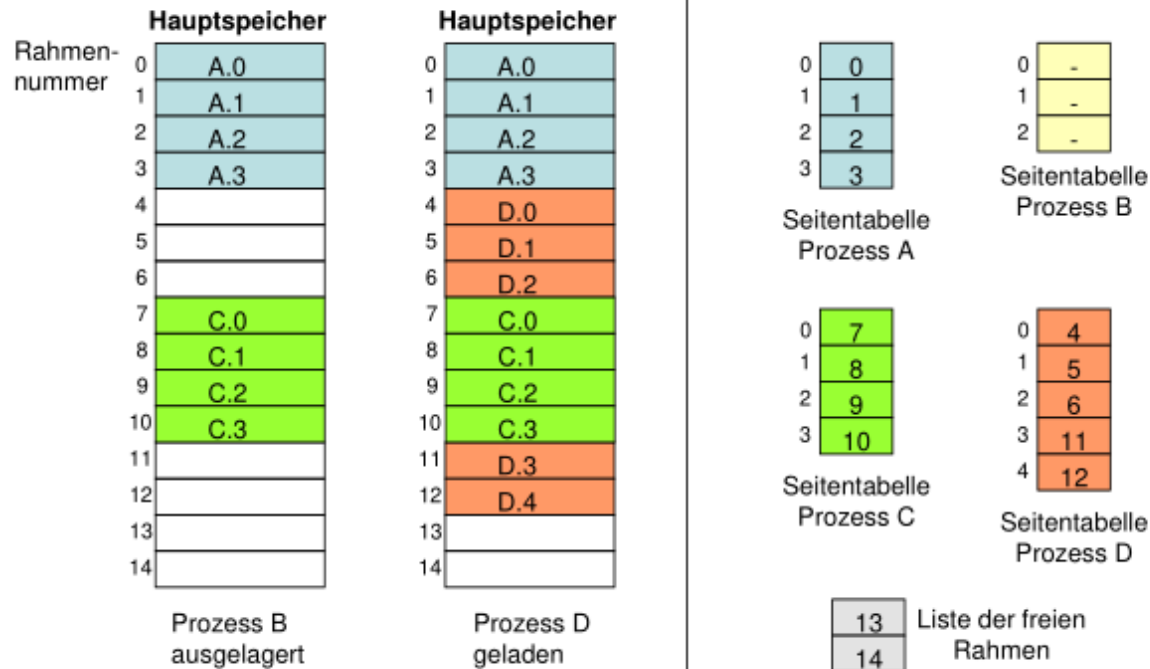 Hauptspeicher
Rahmen-
nummer
0 A.0
1 A.1
2 A.2
3 A.3
4
5
6
7 C.0
8 C.1
9 C.2
10 C.3
11
12
13
14
Prozess B
ausgelagert
Hauptspeicher
0 A.0
1 A.1
2 A.2
3 A.3
4 D.0
5 D.1
6 D.2
7 C.0
8 C.1
9 C.2
10 C.3
11 D.3
12 D.4
13
14
Prozess D
geladen
0 0
1 1
2 2
3 3
Seitentabelle
Prozess A
0 -
1 -
2 -
Seitentabelle
Prozess B
0 7
1 8
2 9
3 10
Seitentabelle
Prozess C
0 4
1 5
2 6
3 11
4 12
Seitentabelle
Prozess D
13
14
Liste der freien
Rahmen